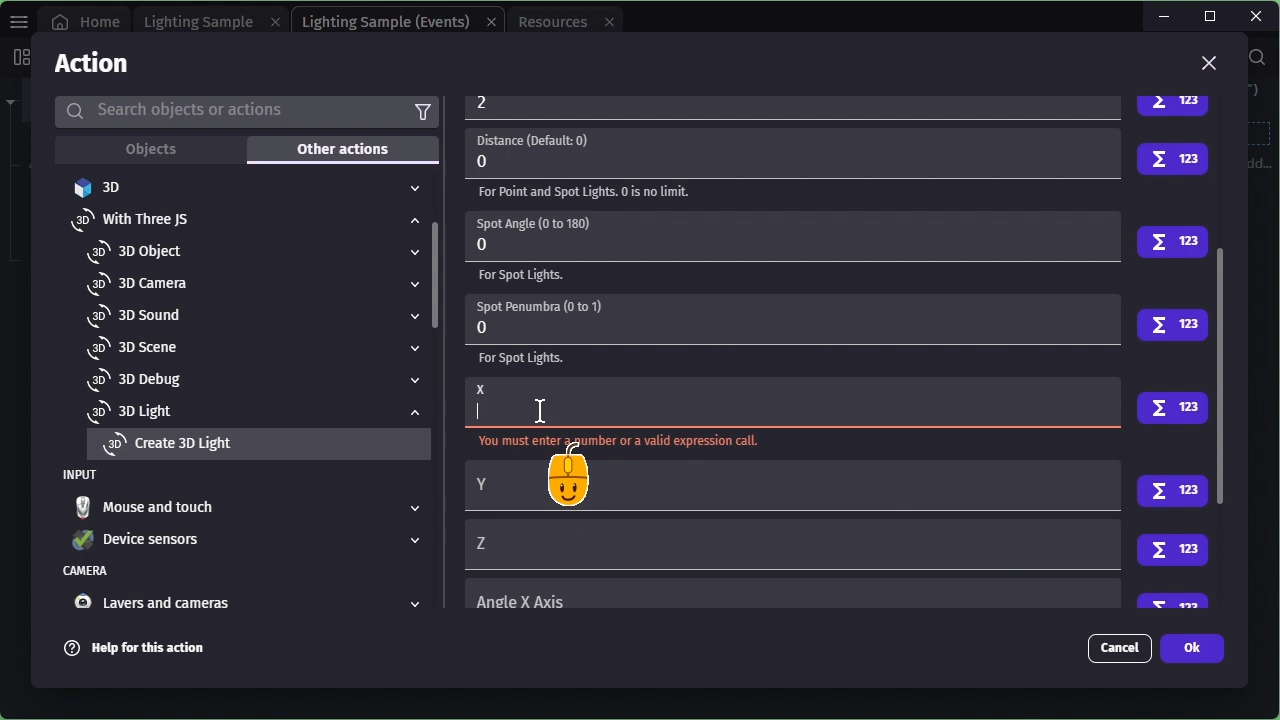 Home
Lighting Sample
Lighting Sample (Events)
Resources
Action
Search objects or actions
Objects
Other actions
3D
With Three JS
3D Object
3D Camera
3D Sound
3D Scene
3D Debug
3D Light
Create 3D Light
INPUT
Mouse and touch
Device sensors
CAMERA
Layers and cameras
2
Σ 123
Distance (Default: 0)
0
Σ 123
For Point and Spot Lights. 0 is no limit.
Spot Angle (0 to 180)
0
Σ 123
For Spot Lights.
Spot Penumbra (0 to 1)
0
Σ 123
For Spot Lights.
X
Σ 123
You must enter a number or a valid expression call.
Y
Σ 123
Z
Σ 123
Angle X Axis
Σ 123
Help for this action
Cancel
Ok